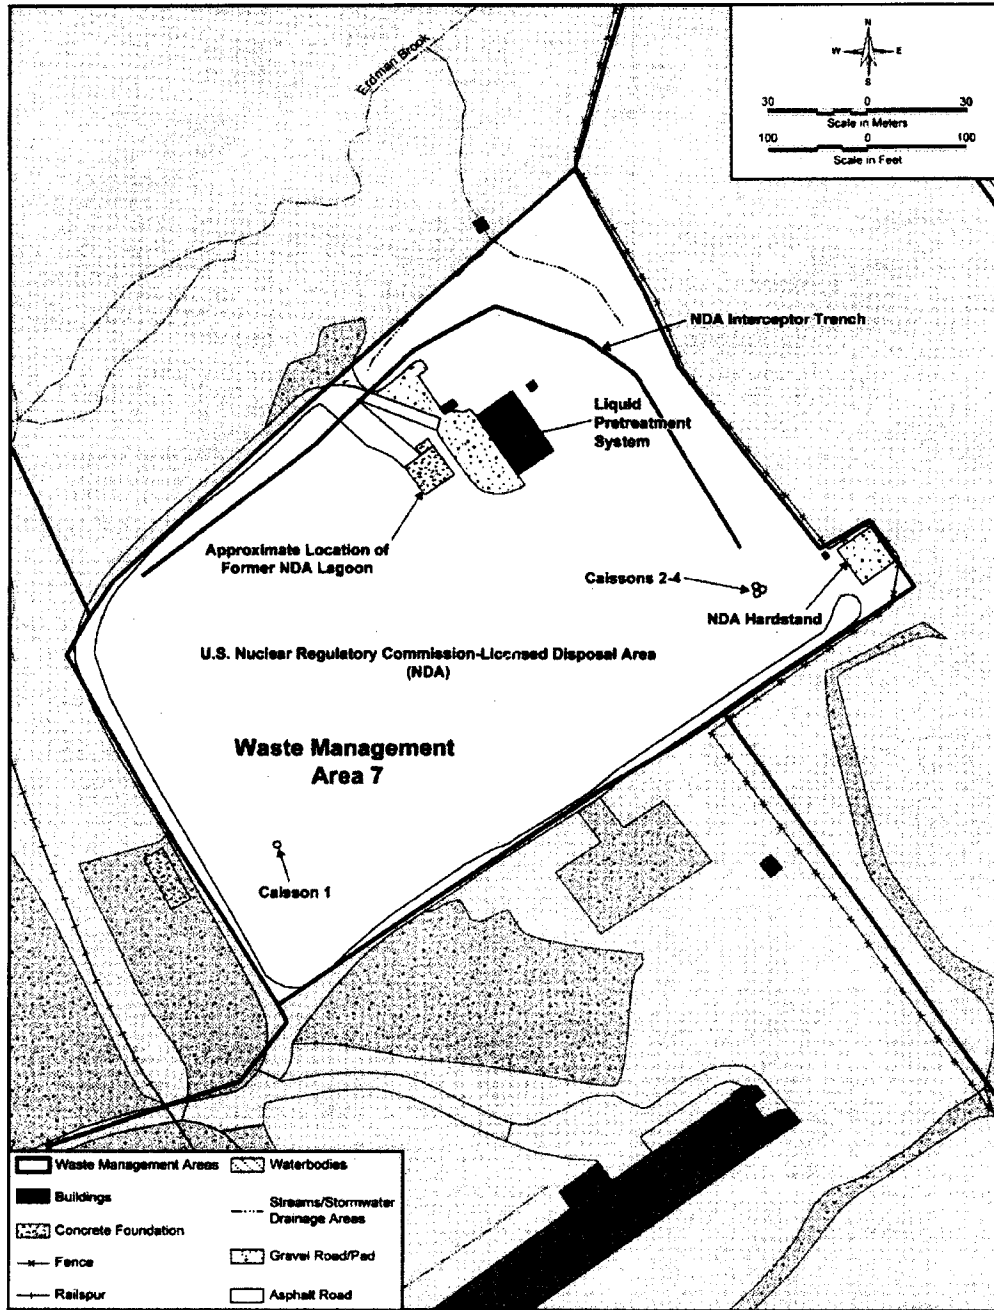 Erdman Brook
N
W E
S
30 0 30
Scale in Meters
100 0 100
Scale in Feet
NDA Interceptor Trench
Liquid
Pretreatment
System
Approximate Location of
Former NDA Lagoon
Caissons 2-4
NDA Hardstand
U.S. Nuclear Regulatory Commission-Licensed Disposal Area
(NDA)
Waste Management
Area 7
Caisson 1
Waste Management Areas
Buildings
Concrete Foundation
Fence
Railspur
Waterbodies
Streams/Stormwater
Drainage Areas
Gravel Road/Pad
Asphalt Road